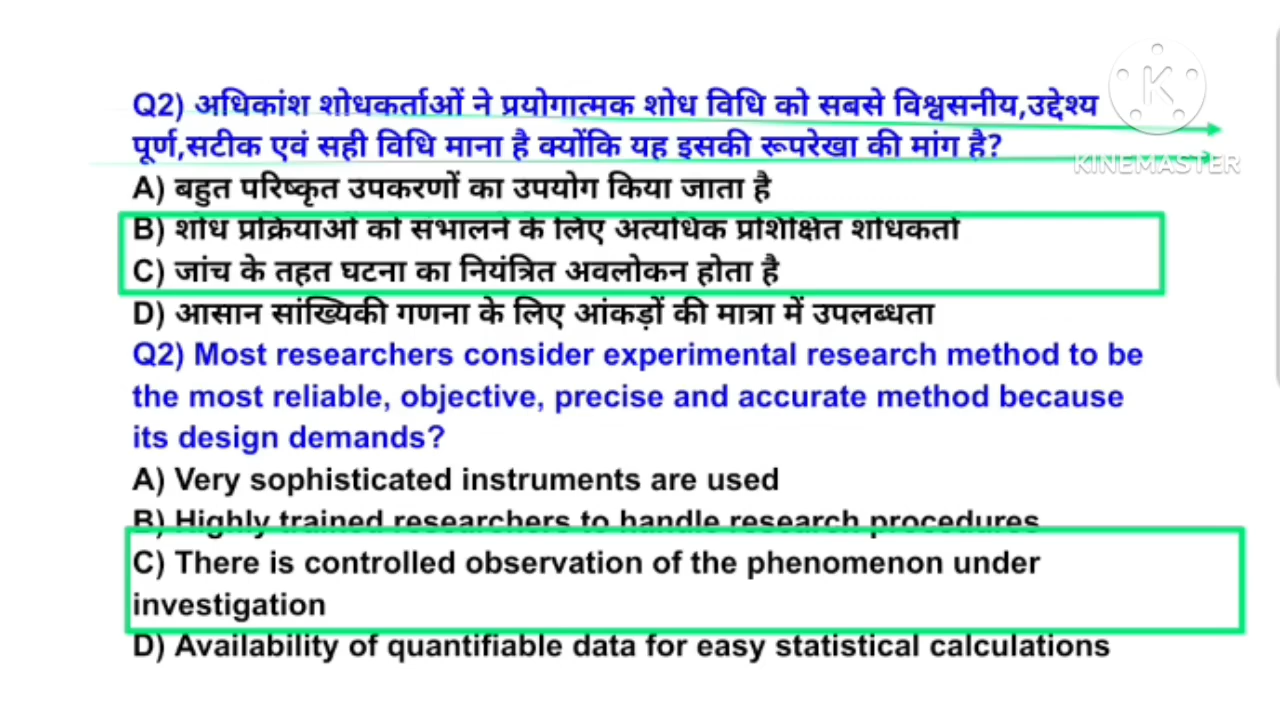 Q2) अधिकांश शोधकर्ताओं ने प्रयोगात्मक शोध विधि को सबसे विश्वसनीय,उद्देश्य
पूर्ण,सटीक एवं सही विधि माना है क्योंकि यह इसकी रूपरेखा की मांग है?
K
KINEMASTER
A) बहुत परिष्कृत उपकरणों का उपयोग किया जाता है
B) शोध प्रक्रियाओं को संभालने के लिए अत्यधिक प्रशिक्षित शोधकर्ता
C) जांच के तहत घटना का नियंत्रित अवलोकन होता है
D) आसान सांख्यिकी गणना के लिए आंकड़ों की मात्रा में उपलब्धता
Q2) Most researchers consider experimental research method to be
the most reliable, objective, precise and accurate method because
its design demands?
A) Very sophisticated instruments are used
B) Highly trained researchers to handle research procedures
C) There is controlled observation of the phenomenon under
investigation
D) Availability of quantifiable data for easy statistical calculations